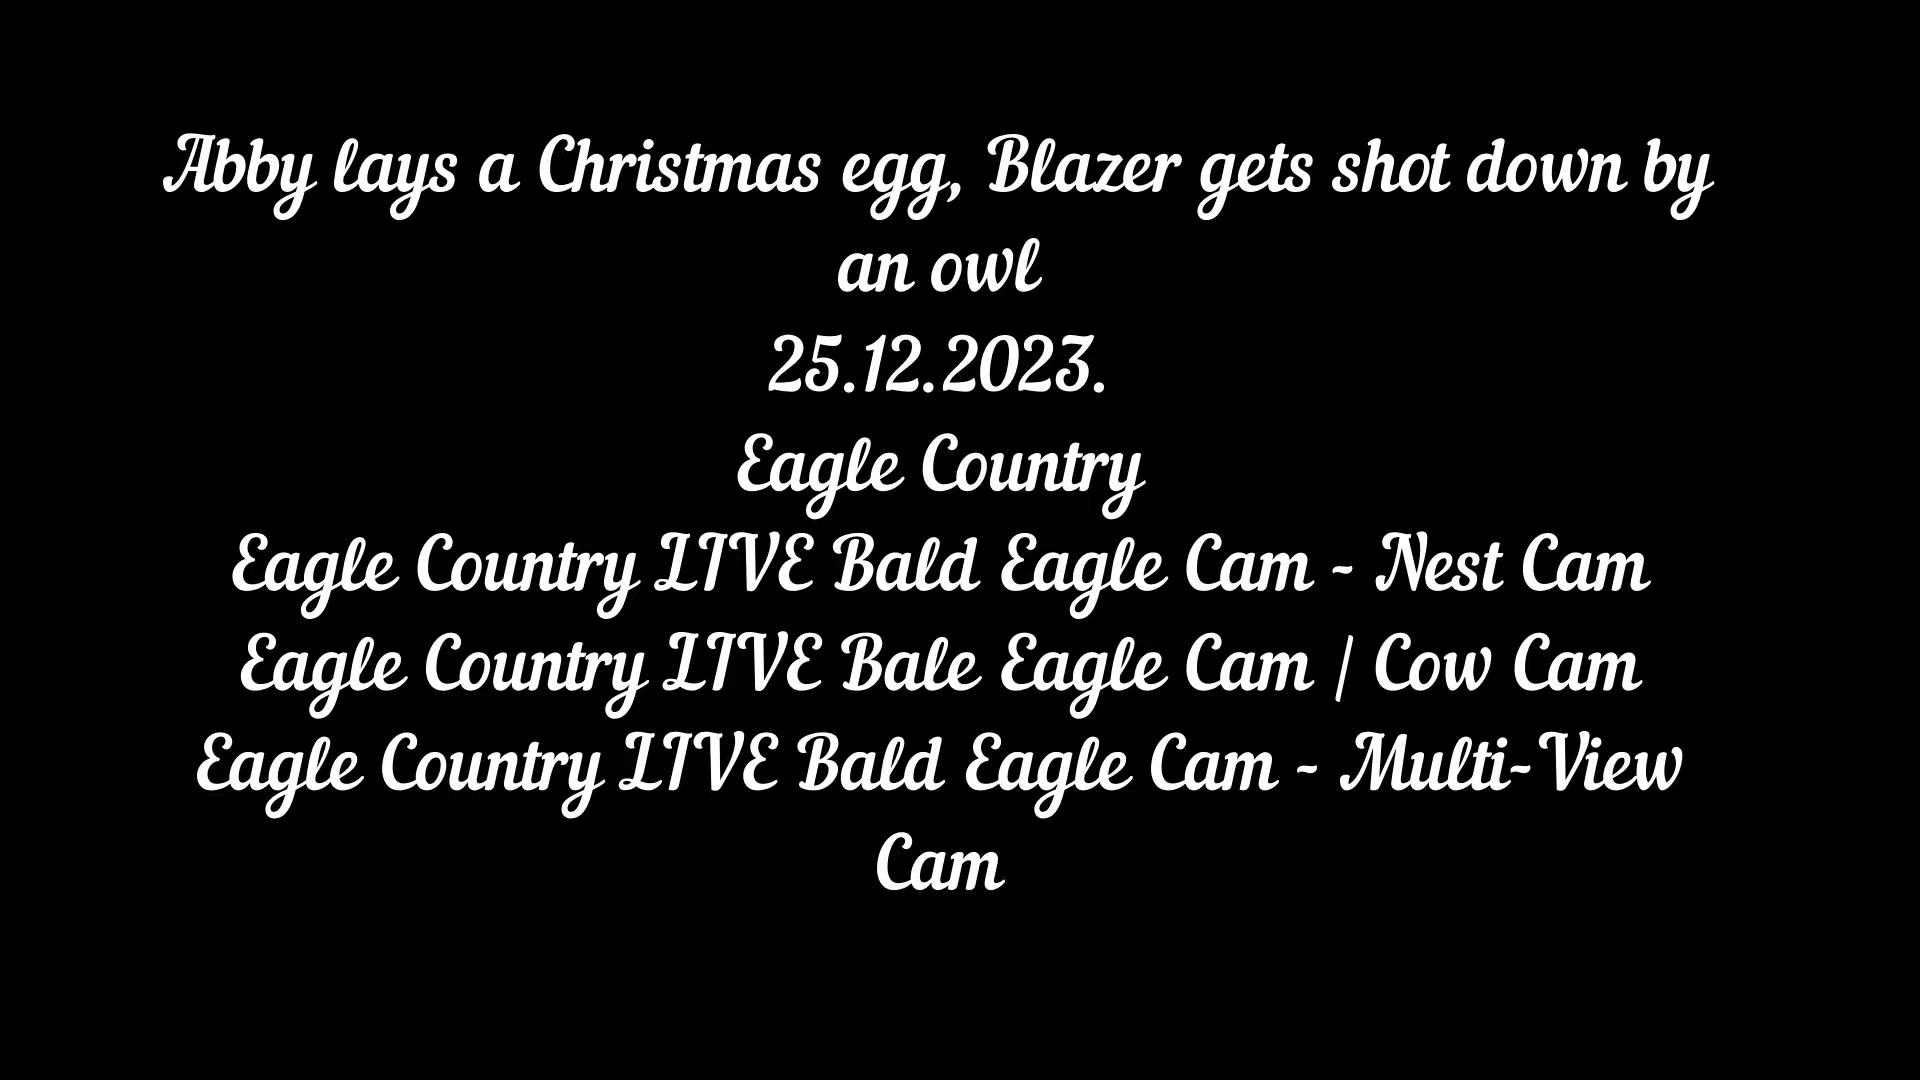 Abby lays a Christmas egg, Blazer gets shot down by
an owl
25.12.2023.
Eagle Country
Eagle Country LIVE Bald Eagle Cam - Nest Cam
Eagle Country LIVE Bale Eagle Cam / Cow Cam
Eagle Country LIVE Bald Eagle Cam - Multi-View
Cam